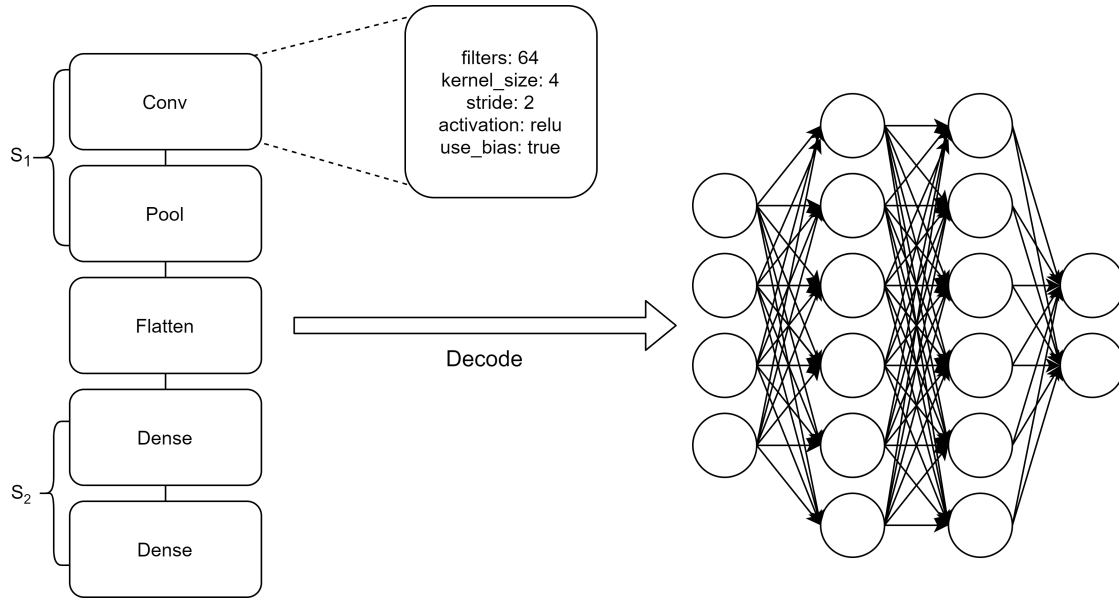 filters: 64
kernel_size: 4
stride: 2
activation: relu
use_bias: true
Conv
S1
Pool
Flatten
Decode
Dense
S2
Dense